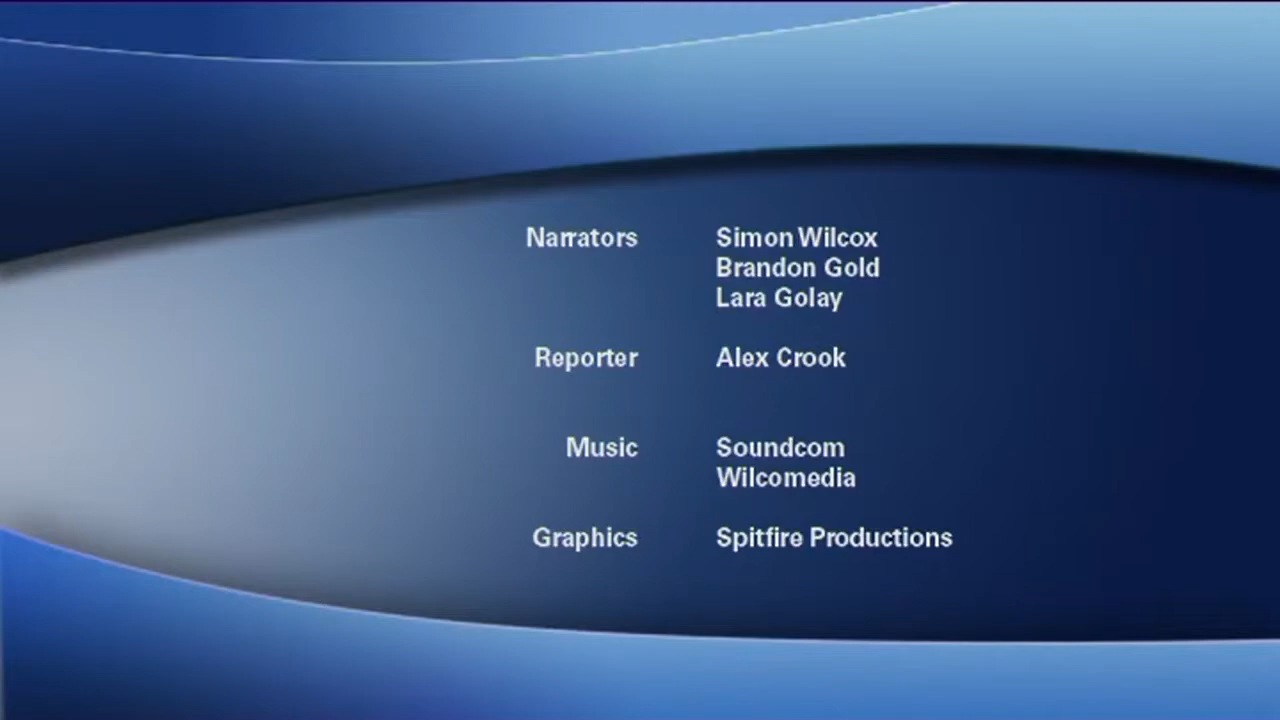 Narrators Simon Wilcox
Brandon Gold
Lara Golay
Reporter Alex Crook
Music Soundcom
Wilcomedia
Graphics Spitfire Productions